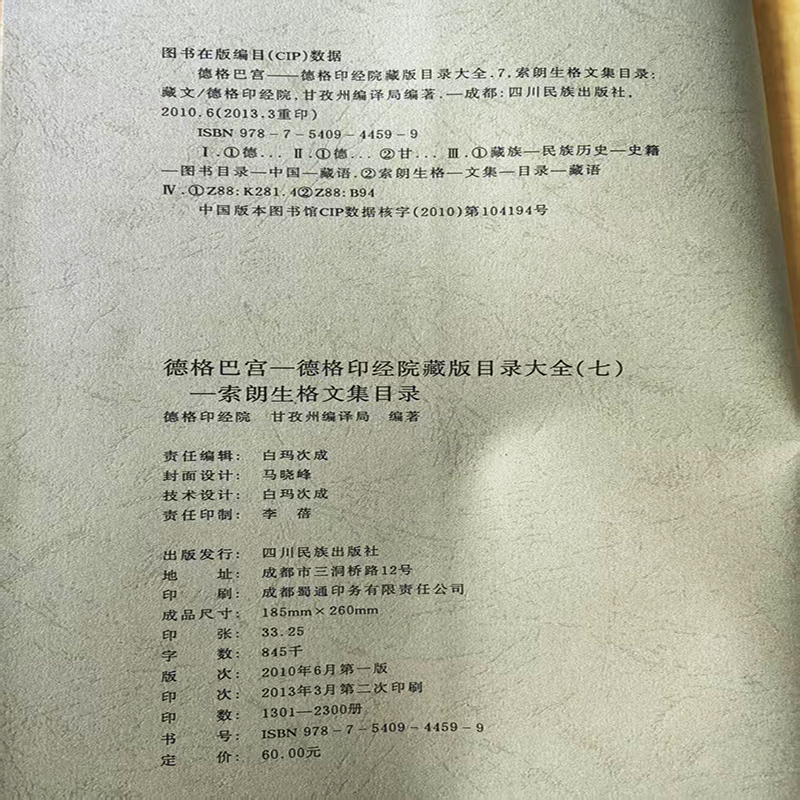 图书在版编目(CIP)数据
德格巴宫——德格印经院藏版目录大全.7,索朗生格文集目录:
藏文/德格印经院,甘孜州编译局编著.—成都:四川民族出版社,
2010.6(2013.3重印)
ISBN 978-7-5409-4459-9
Ⅰ.①德... Ⅱ.①德...②甘... Ⅲ.①藏族—民族历史—史籍
—图书目录—中国—藏语.②索朗生格—文集—目录—藏语
Ⅳ.①Z88:K281.4②Z88:B94
中国版本图书馆CIP数据核字(2010)第104194号
德格巴宫—德格印经院藏版目录大全(七)
—索朗生格文集目录
德格印经院 甘孜州编译局 编著
责任编辑: 白玛次成
封面设计: 马晓峰
技术设计: 白玛次成
责任印制: 李 蓓
出版发行: 四川民族出版社
地 址: 成都市三洞桥路12号
印 刷: 成都蜀通印务有限责任公司
成品尺寸: 185mm×260mm
印 张: 33.25
字 数: 845千
版 次: 2010年6月第一版
印 次: 2013年3月第二次印刷
印 数: 1301—2300册
书 号: ISBN 978-7-5409-4459-9
定 价: 60.00元